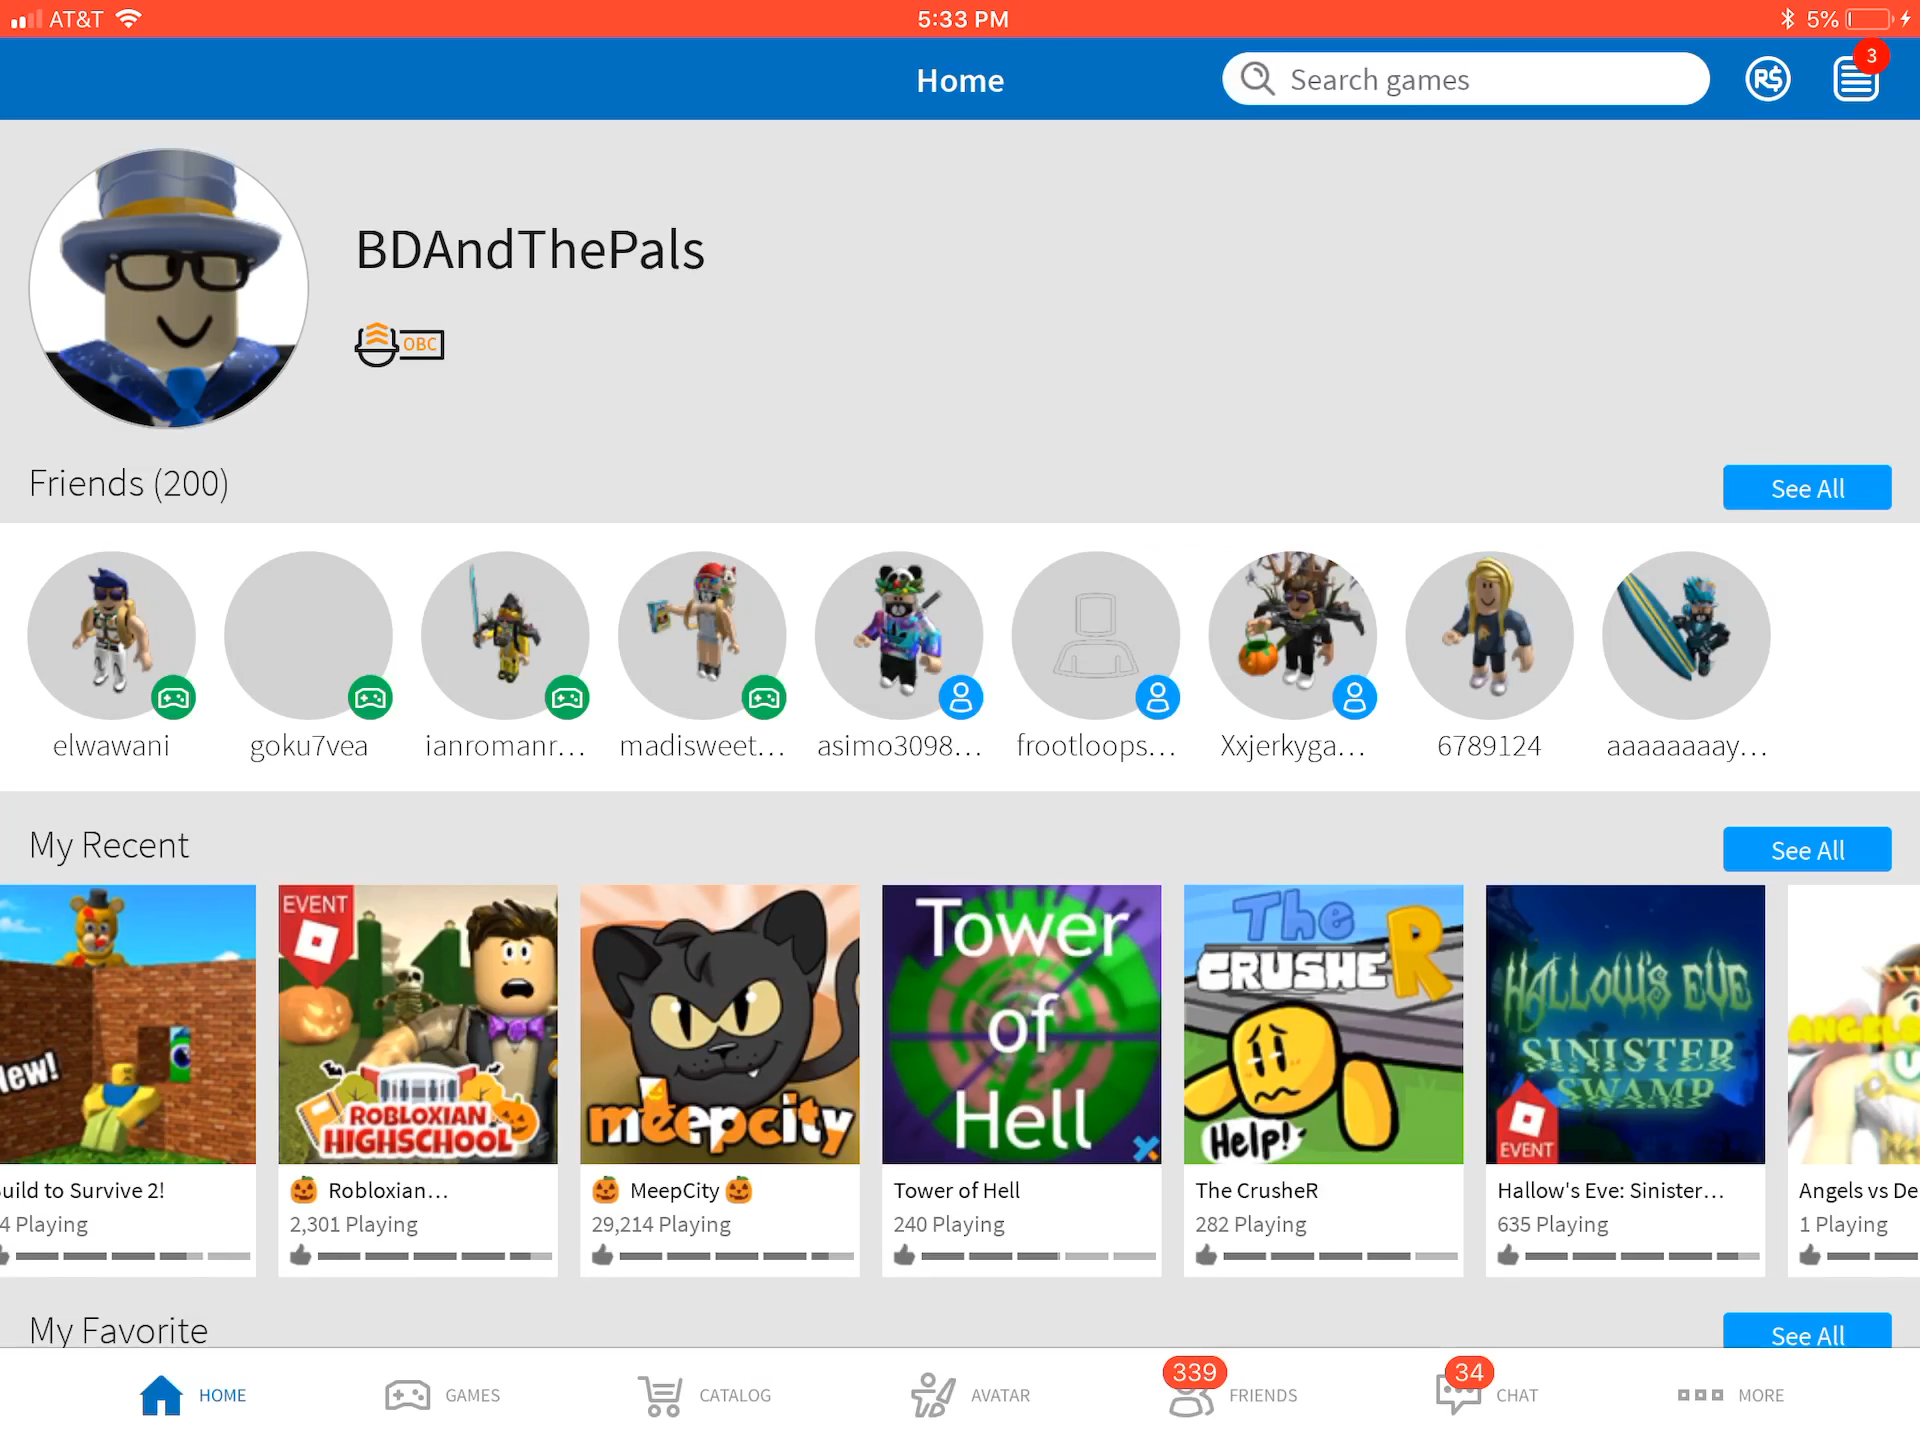 AT&T
5:33 PM
5%
Home
Search games
R$
3
BDAndThePals
OBC
Friends (200)
See All
elwawani
goku7vea
ianromanr...
madisweet...
asimo3098...
frootloops...
Xxjerkyga...
6789124
aaaaaaaay...
My Recent
See All
New!
EVENT
ROBLOXIAN
HIGHSCHOOL
meepcity
Tower
of
Hell
The
CRUSHER
Help!
HALLOW'S EVE
SINISTER
SWAMP
EVENT
ANGELS
uild to Survive 2!
4 Playing
Robloxian...
2,301 Playing
MeepCity
29,214 Playing
Tower of Hell
240 Playing
The CrusheR
282 Playing
Hallow's Eve: Sinister...
635 Playing
Angels vs De
1 Playing
My Favorite
See All
HOME
GAMES
CATALOG
AVATAR
339
FRIENDS
34
CHAT
MORE